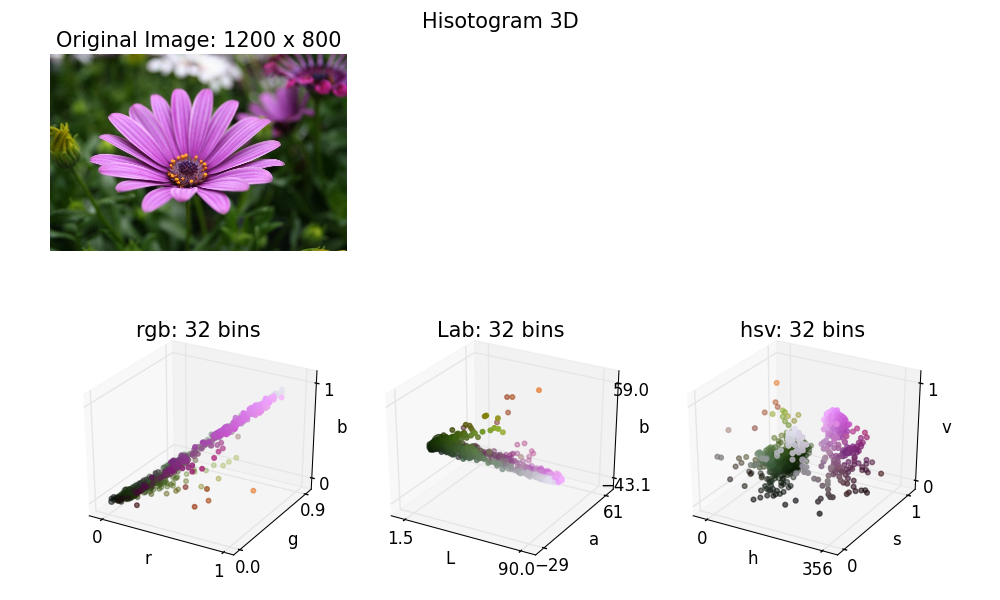 Hisotogram 3D
Original Image: 1200 x 800
rgb: 32 bins
1
b
0
0.9
g
0.0
0
r
1
Lab: 32 bins
59.0
b
−43.1
61
a
−29
1.5
L
90.0
hsv: 32 bins
1
v
0
1
s
0
0
h
356